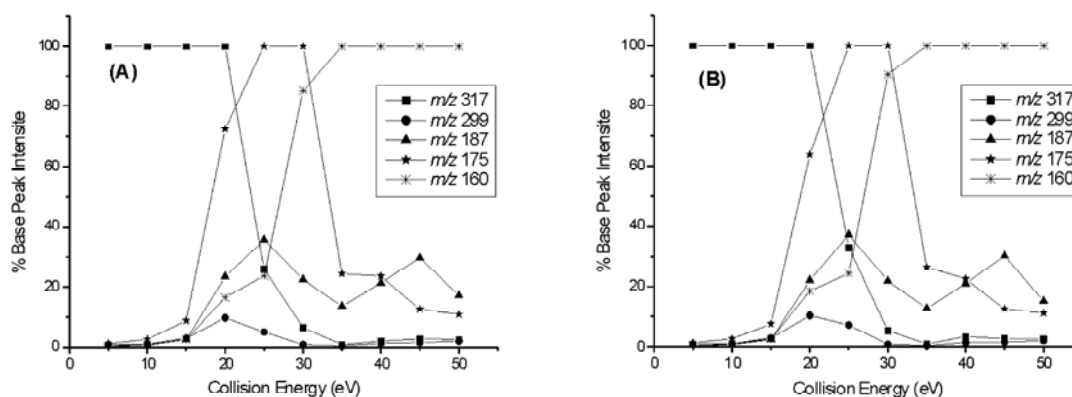 (A)
% Base Peak Intensite
100
80
60
40
20
0
0 10 20 30 40 50
Collision Energy (eV)
m/z 317
m/z 299
m/z 187
m/z 175
m/z 160
(B)
% Base Peak Intensite
100
80
60
40
20
0
0 10 20 30 40 50
Collision Energy (eV)
m/z 317
m/z 299
m/z 187
m/z 175
m/z 160